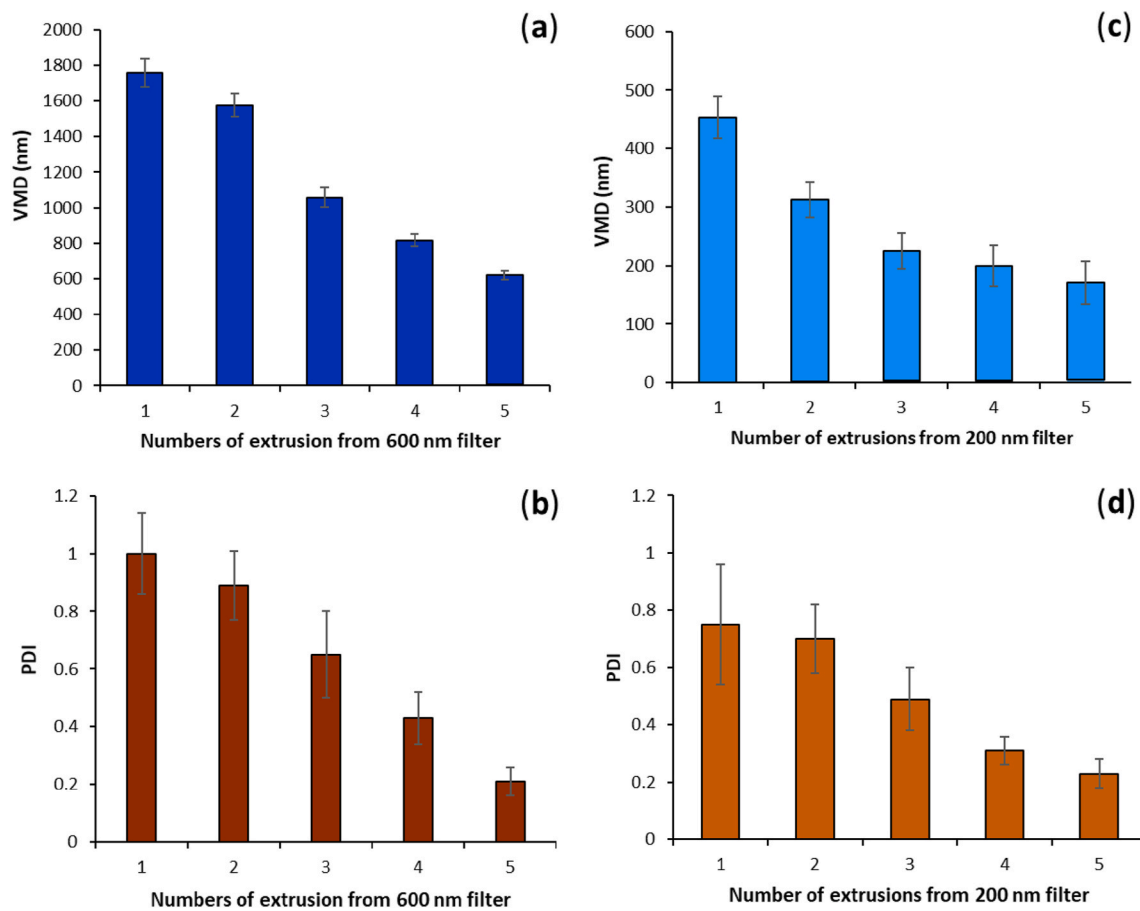 (a)
2000
1800
1600
1400
1200
1000
800
600
400
200
0
VMD (nm)
1 2 3 4 5
Numbers of extrusion from 600 nm filter
(c)
600
500
400
300
200
100
0
VMD (nm)
1 2 3 4 5
Number of extrusions from 200 nm filter
(b)
1.2
1
0.8
0.6
0.4
0.2
0
PDI
1 2 3 4 5
Numbers of extrusion from 600 nm filter
(d)
1.2
1
0.8
0.6
0.4
0.2
0
PDI
1 2 3 4 5
Number of extrusions from 200 nm filter